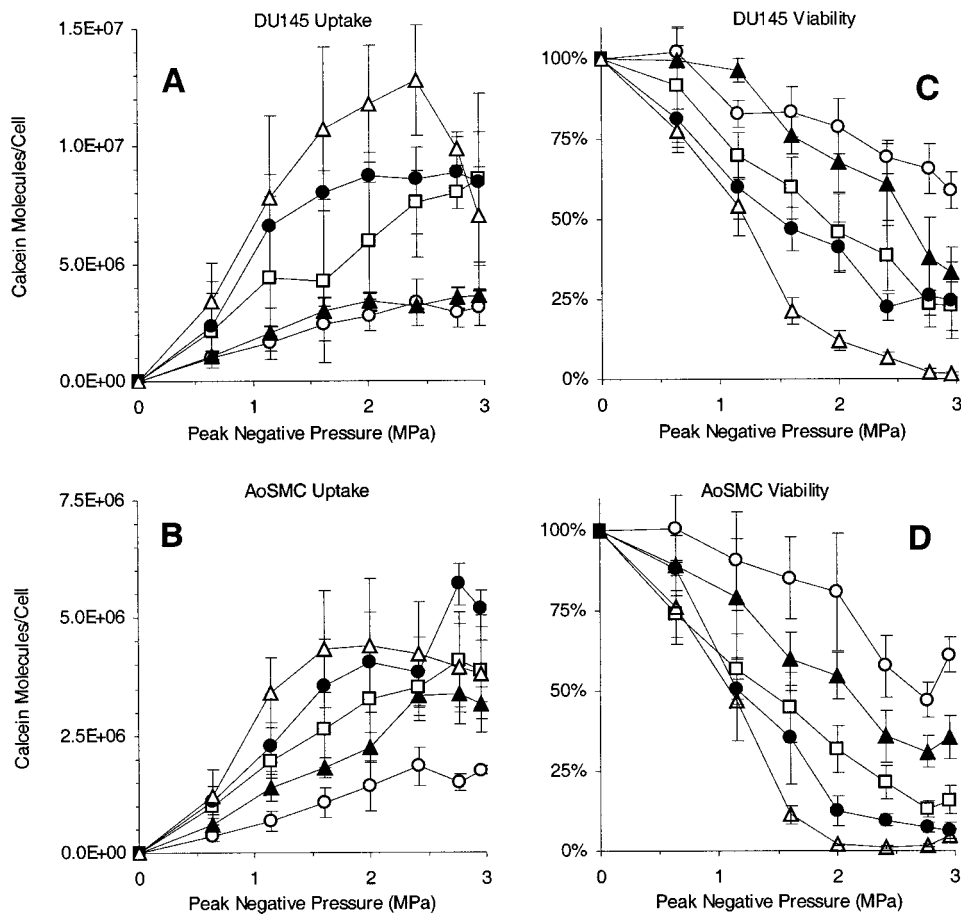 DU145 Uptake
A
1.5E+07
1.0E+07
5.0E+06
0.0E+00
Calcein Molecules/Cell
0 1 2 3
Peak Negative Pressure (MPa)
DU145 Viability
C
100%
75%
50%
25%
0%
0 1 2 3
Peak Negative Pressure (MPa)
AoSMC Uptake
B
7.5E+06
5.0E+06
2.5E+06
0.0E+00
Calcein Molecules/Cell
0 1 2 3
Peak Negative Pressure (MPa)
AoSMC Viability
D
100%
75%
50%
25%
0%
0 1 2 3
Peak Negative Pressure (MPa)